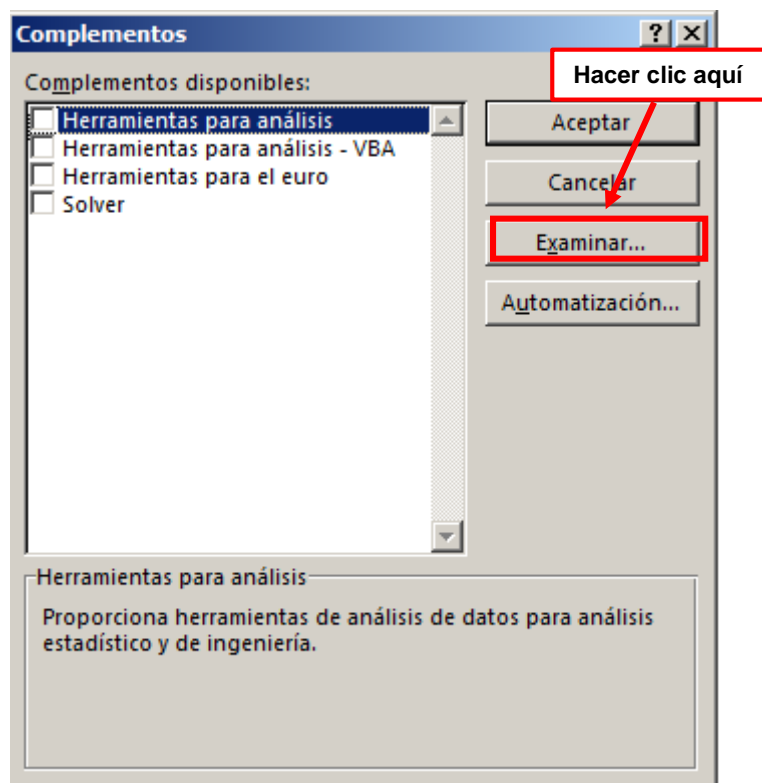 Complementos
Hacer clic aquí
Complementos disponibles:
Herramientas para análisis
Herramientas para análisis - VBA
Herramientas para el euro
Solver
Aceptar
Cancelar
Examinar...
Automatización...
Herramientas para análisis
Proporciona herramientas de análisis de datos para análisis
estadístico y de ingeniería.